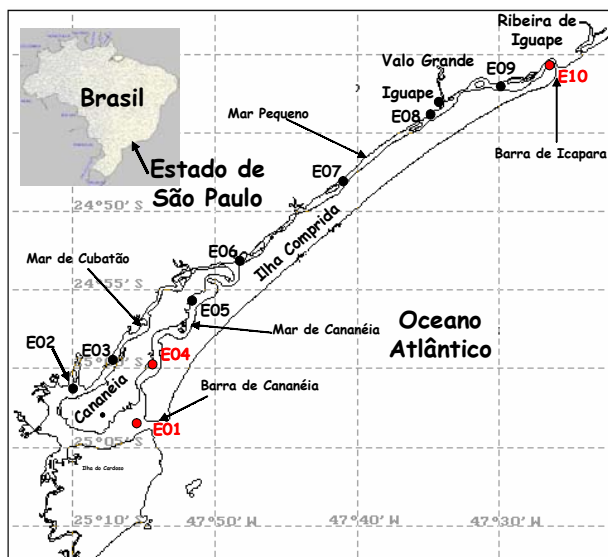 Ribeira de
Iguape
Brasil
Valo Grande
E09
E10
Iguape
E08
Mar Pequeno
Barra de Icapara
Estado de
São Paulo
E07
24°50' S
Ilha Comprida
E06
Mar de Cubatão
24°55' S
E05
Oceano
Atlântico
Mar de Cananéia
E02
E03
E04
Cananéia
Barra de Cananéia
E01
25°05' S
Ilha do Cardoso
25°10' S
47°50' W
47°40' W
47°30' W